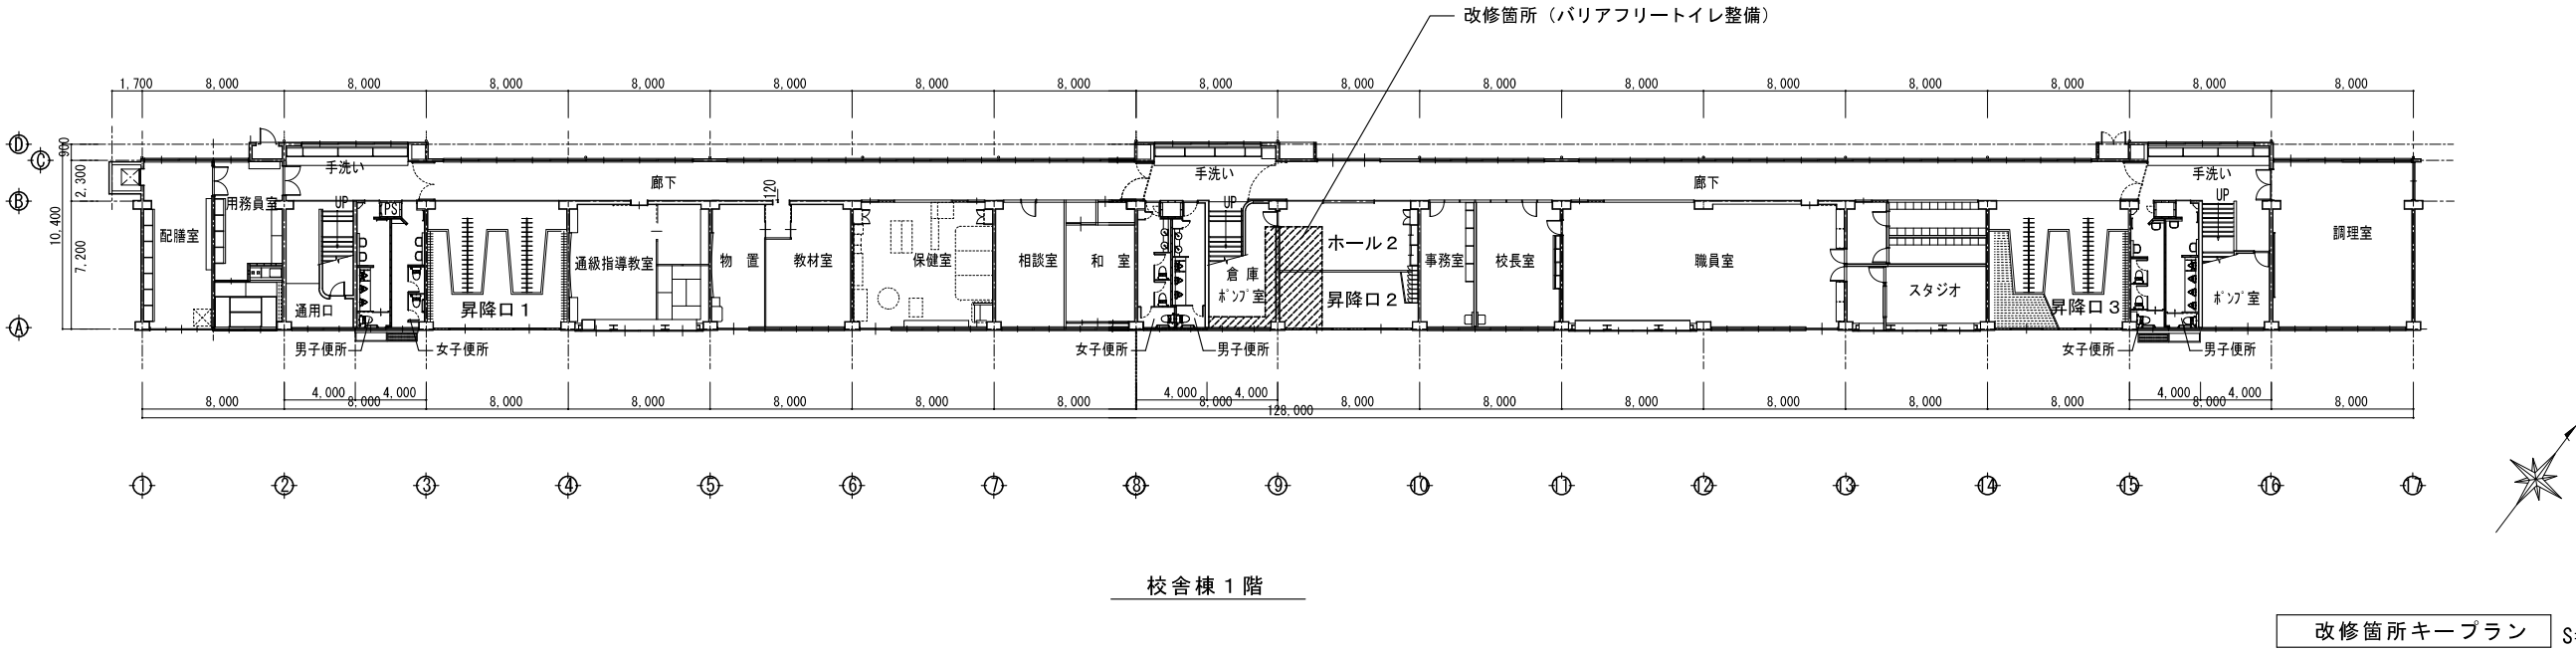 改修箇所（バリアフリートイレ整備）
1,700 8,000 8,000 8,000 8,000 8,000 8,000 8,000 8,000 8,000 8,000 8,000 8,000 8,000 8,000 8,000 8,000
D
C
B
A
900
2,300
7,200
10,400
手洗い
手洗い
手洗い
廊下
廊下
120
用務員室
UP
PS
UP
UP
配膳室
通級指導教室
物 置
教材室
保健室
相談室
和 室
倉 庫
ポンプ室
ホール２
昇降口２
事務室
校長室
職員室
スタジオ
調理室
通用口
昇降口１
昇降口３
ポンプ室
男子便所
女子便所
女子便所
男子便所
女子便所
男子便所
4,000 4,000 4,000 4,000 4,000 4,000
8,000 8,000 8,000 8,000 8,000 8,000 8,000 8,000 8,000 8,000 8,000 8,000 8,000 8,000 8,000 8,000
128,000
1 2 3 4 5 6 7 8 9 10 11 12 13 14 15 16 17
校舎棟１階
改修箇所キープラン
S